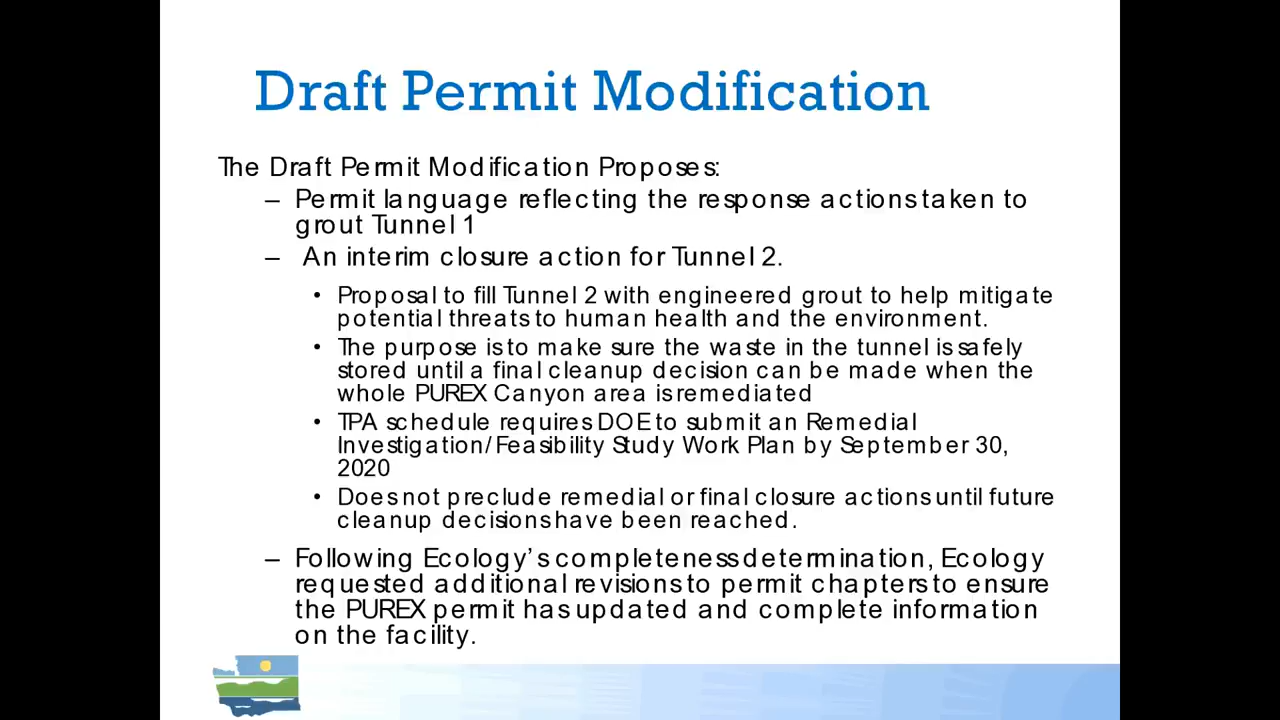 Draft Permit Modification
The Draft Permit Modification Proposes:
– Permit language reflecting the response actions taken to
grout Tunnel 1
– An interim closure action for Tunnel 2.
• Proposal to fill Tunnel 2 with engineered grout to help mitigate
potential threats to human health and the environment.
• The purpose is to make sure the waste in the tunnel is safely
stored until a final cleanup decision can be made when the
whole PUREX Canyon area is remediated
• TPA schedule requires DOE to submit an Remedial
Investigation/Feasibility Study Work Plan by September 30,
2020
• Does not preclude remedial or final closure actions until future
cleanup decisions have been reached.
– Following Ecology’s completeness determination, Ecology
requested additional revisions to permit chapters to ensure
the PUREX permit has updated and complete information
on the facility.